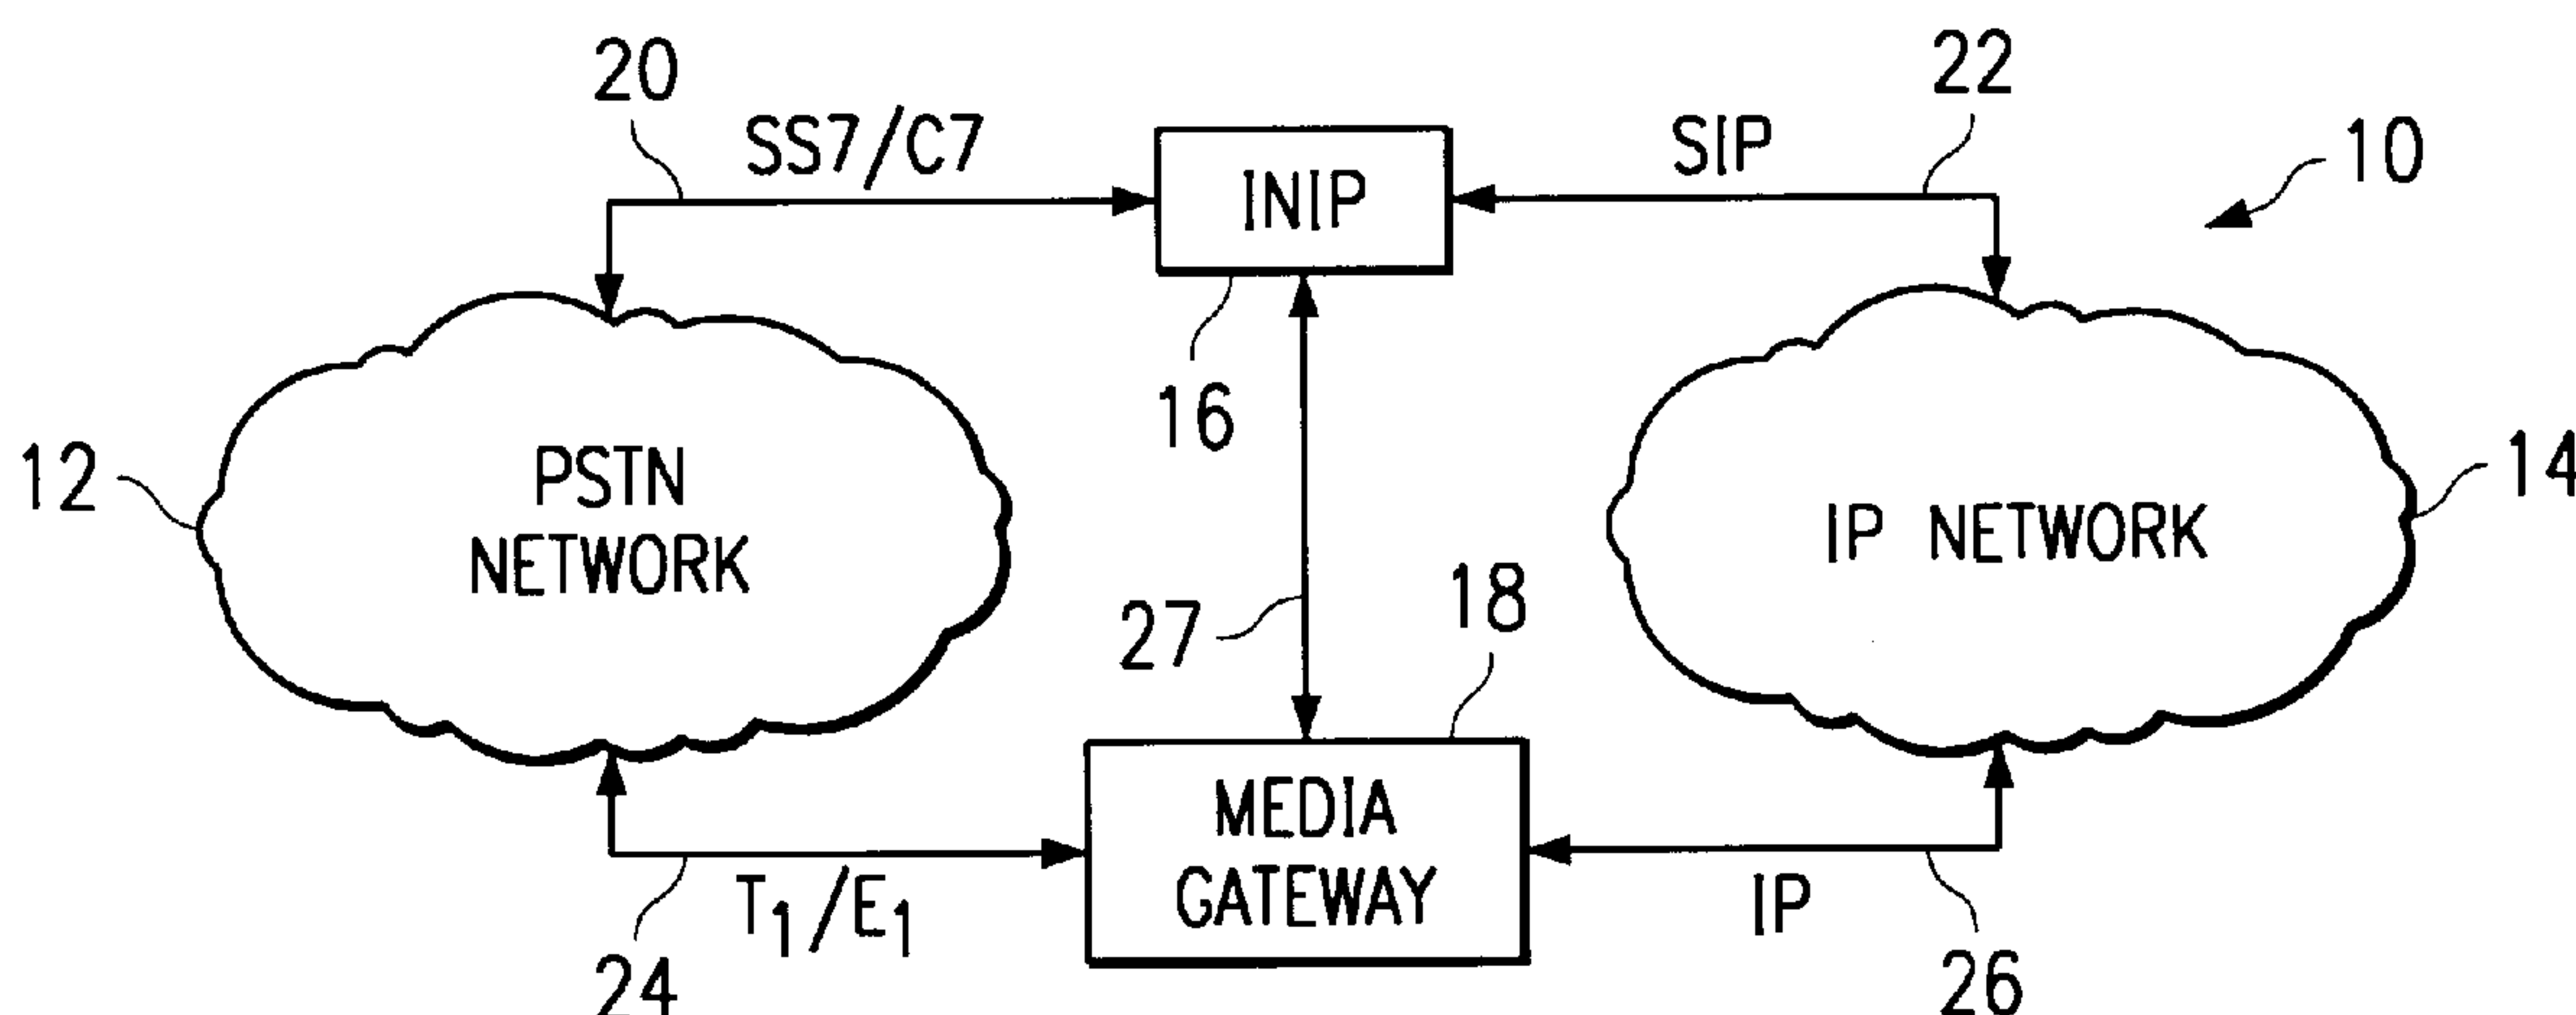 20
22
SS7/C7
SIP
10
INIP
16
12
14
PSTN
NETWORK
IP NETWORK
27
18
MEDIA
GATEWAY
T1/E1
IP
24
26